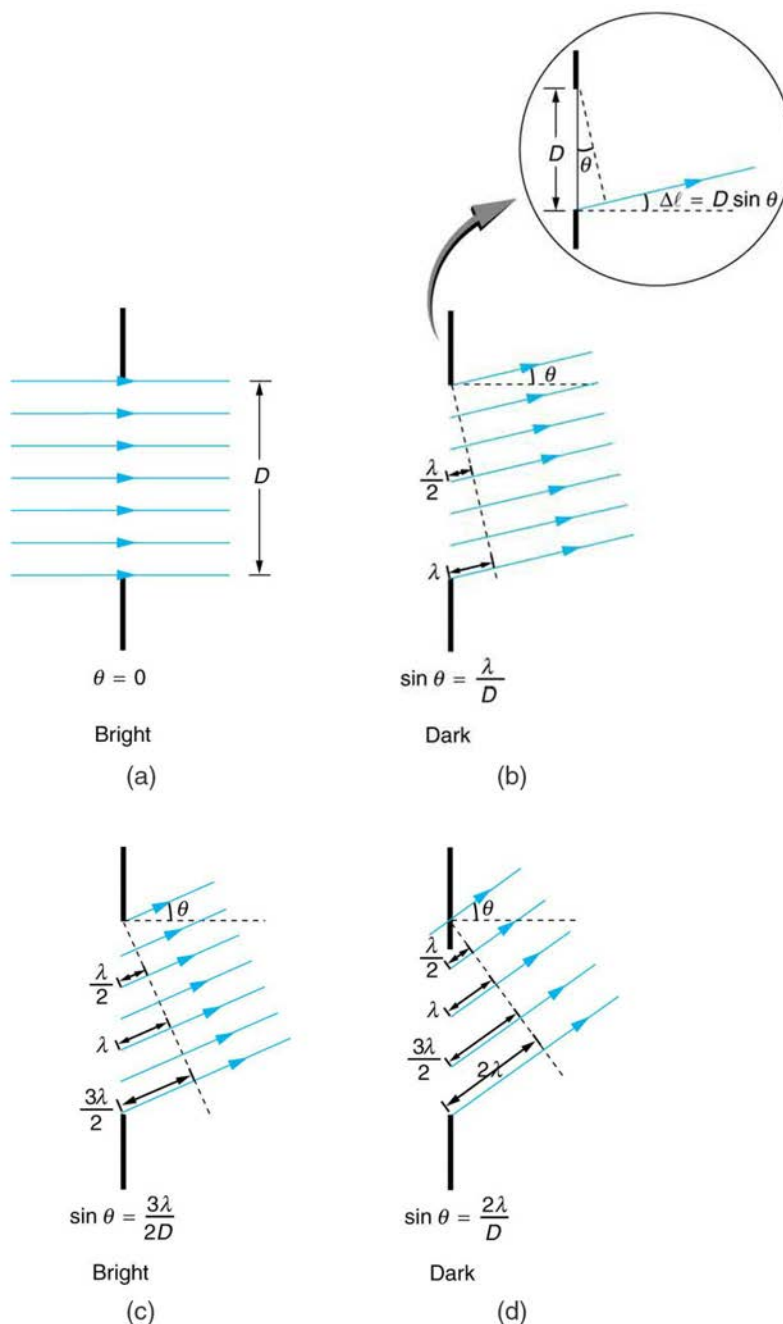 D
θ
Δℓ = D sin θ
D
θ
λ/2
λ
θ = 0
Bright
(a)
sin θ = λ/D
Dark
(b)
θ
λ/2
λ
3λ/2
sin θ = 3λ/2D
Bright
(c)
θ
λ/2
λ
3λ/2
2λ
sin θ = 2λ/D
Dark
(d)